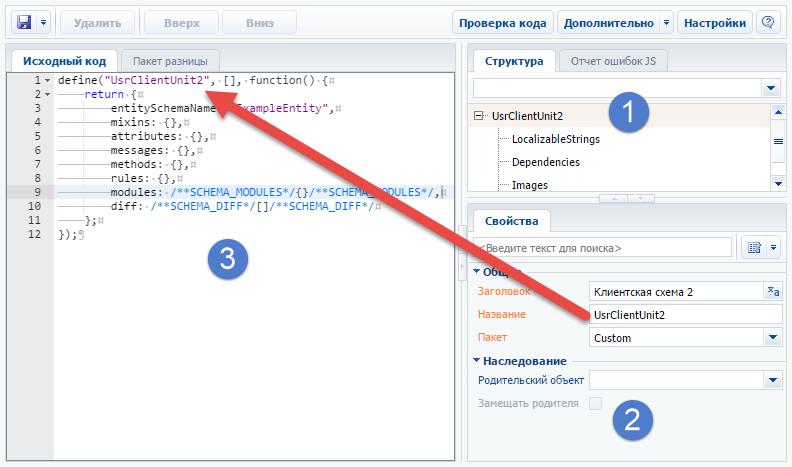 Удалить Вверх Вниз Проверка кода Дополнительно Настройки
Исходный код Пакет разницы
1 define("UsrClientUnit2", [], function() {
2 return {
3 entitySchemaName: "ExampleEntity",
4 mixins: {},
5 attributes: {},
6 messages: {},
7 methods: {},
8 rules: {},
9 modules: /**SCHEMA_MODULES*/{}/**SCHEMA_MODULES*/,
10 diff: /**SCHEMA_DIFF*/[]/**SCHEMA_DIFF*/
11 };
12 });
3
Структура Отчет ошибок JS
1
UsrClientUnit2
LocalizableStrings
Dependencies
Images
Свойства
<Введите текст для поиска>
Общие
Заголовок Клиентская схема 2
Название UsrClientUnit2
Пакет Custom
Наследование
Родительский объект
Замещать родителя
2